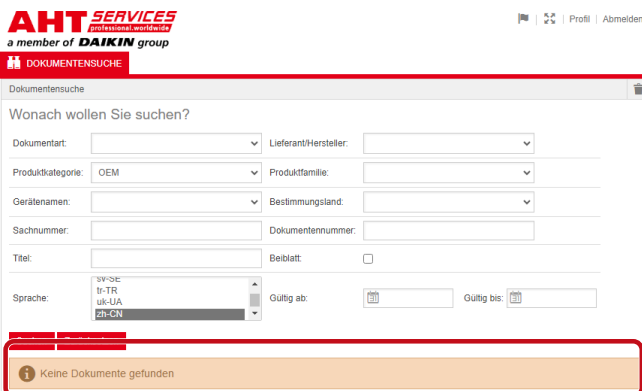 AHT SERVICES
professional.worldwide
a member of DAIKIN group
Profil
Abmelden
DOKUMENTENSUCHE
Dokumentensuche
Wonach wollen Sie suchen?
Dokumentart:
Lieferant/Hersteller:
Produktkategorie: OEM
Produktfamilie:
Gerätenamen:
Bestimmungsland:
Sachnummer:
Dokumentennummer:
Titel:
Beiblatt:
sv-SE
tr-TR
uk-UA
zh-CN
Sprache:
Gültig ab:
Gültig bis:
Keine Dokumente gefunden